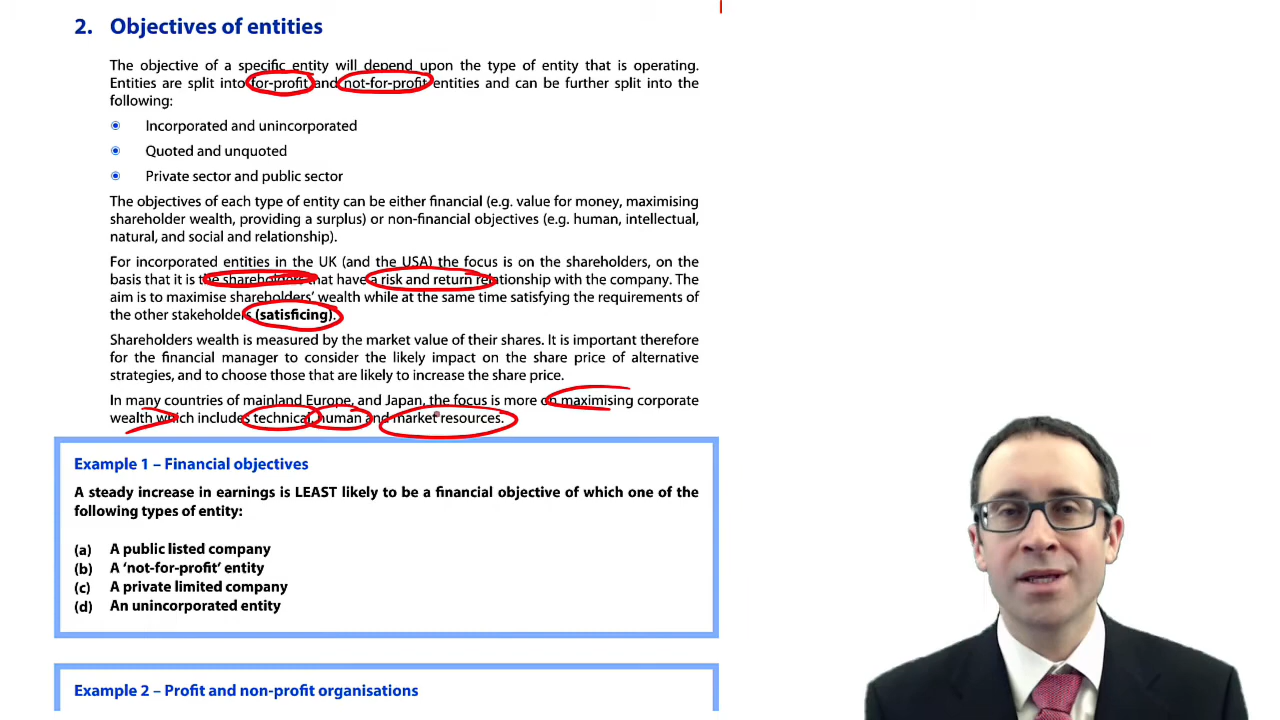 2. Objectives of entities
The objective of a specific entity will depend upon the type of entity that is operating.
Entities are split into for-profit and not-for-profit entities and can be further split into the
following:
Incorporated and unincorporated
Quoted and unquoted
Private sector and public sector
The objectives of each type of entity can be either financial (e.g. value for money, maximising
shareholder wealth, providing a surplus) or non-financial objectives (e.g. human, intellectual,
natural, and social and relationship).
For incorporated entities in the UK (and the USA) the focus is on the shareholders, on the
basis that it is the shareholders that have a risk and return relationship with the company. The
aim is to maximise shareholders' wealth while at the same time satisfying the requirements of
the other stakeholders (satisficing).
Shareholders wealth is measured by the market value of their shares. It is important therefore
for the financial manager to consider the likely impact on the share price of alternative
strategies, and to choose those that are likely to increase the share price.
In many countries of mainland Europe, and Japan, the focus is more on maximising corporate
wealth which includes technical, human and market resources.
Example 1 – Financial objectives
A steady increase in earnings is LEAST likely to be a financial objective of which one of the
following types of entity:
(a) A public listed company
(b) A ‘not-for-profit’ entity
(c) A private limited company
(d) An unincorporated entity
Example 2 – Profit and non-profit organisations